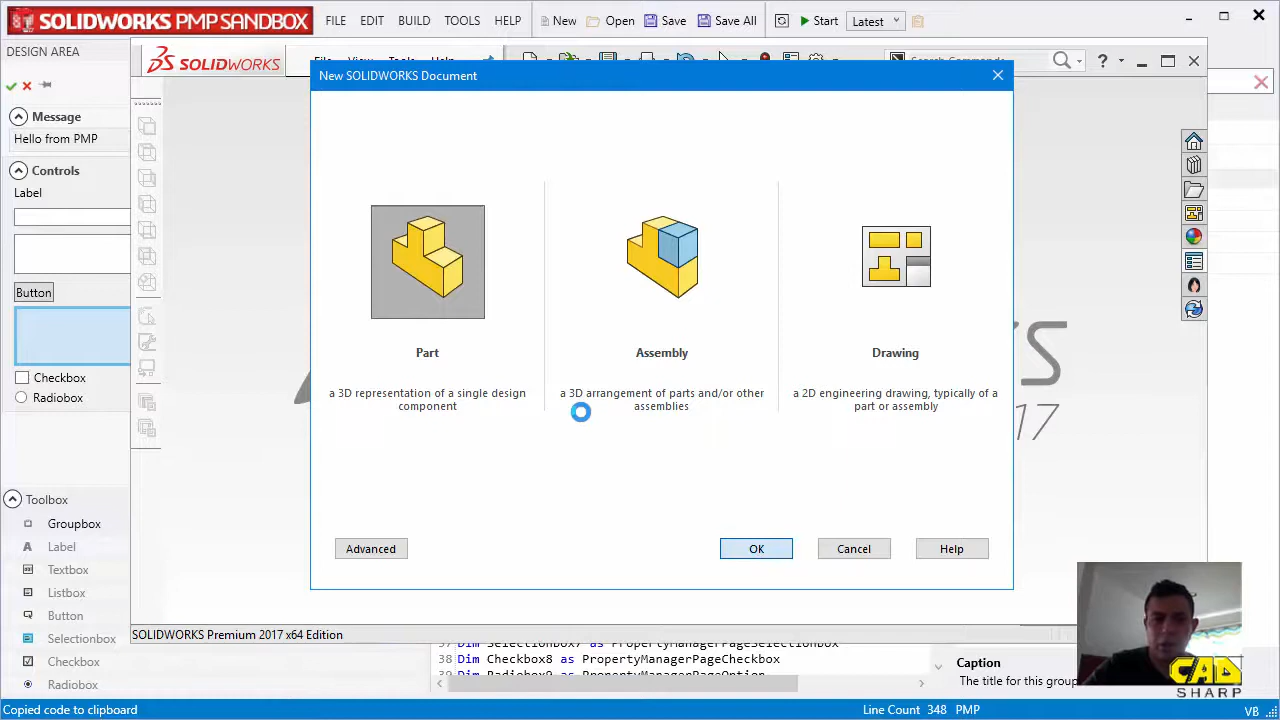 SOLIDWORKS PMP SANDBOX
FILE EDIT BUILD TOOLS HELP
New Open Save All Start Latest
DESIGN AREA
SOLIDWORKS
New SOLIDWORKS Document
Message
Hello from PMP
Controls
Label
Button
Checkbox
Radiobox
Part
Assembly
Drawing
a 3D representation of a single design
component
a 3D arrangement of parts and/or other
assemblies
a 2D engineering drawing, typically of a
part or assembly
17
Advanced
OK
Cancel
Help
Toolbox
Groupbox
Label
Textbox
Listbox
Button
Selectionbox
Checkbox
Radiobox
SOLIDWORKS Premium 2017 x64 Edition
38 Dim Checkbox8 as PropertyManagerPageCheckbox
Caption
The title for this group
CAD
SHARP
Copied code to clipboard
Line Count 348 PMP
VB